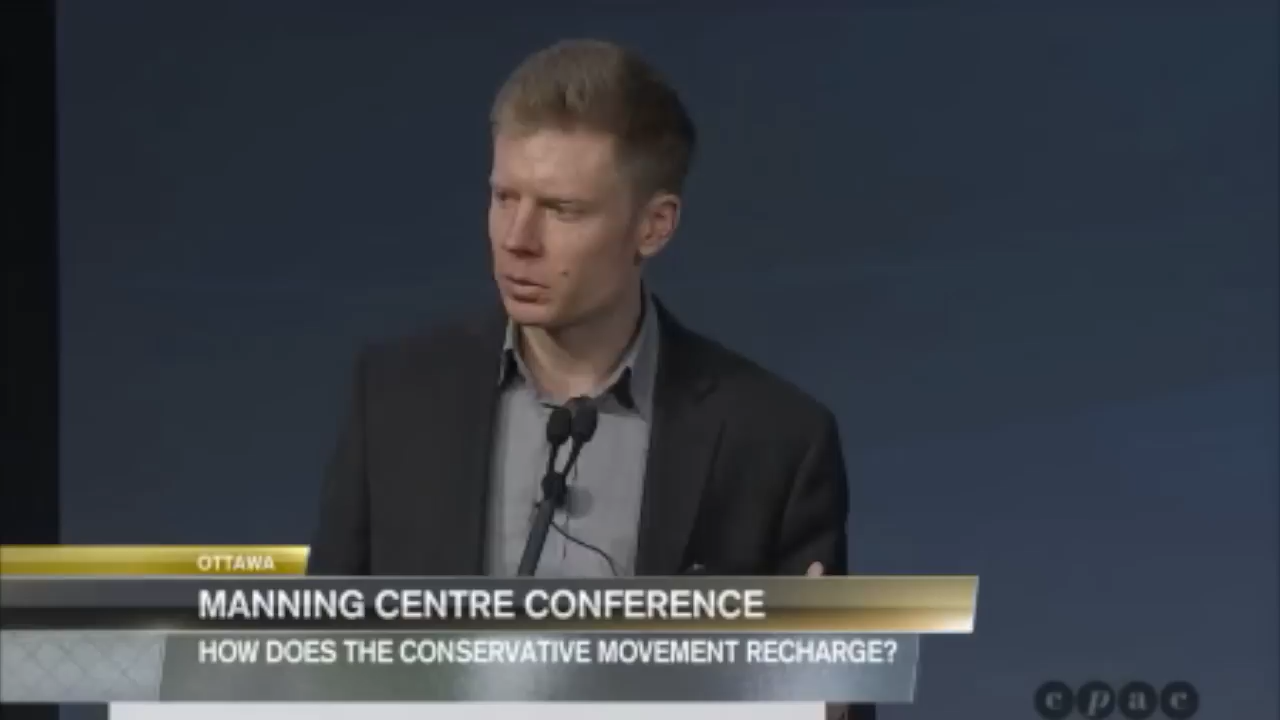 OTTAWA
MANNING CENTRE CONFERENCE
HOW DOES THE CONSERVATIVE MOVEMENT RECHARGE?
cpac